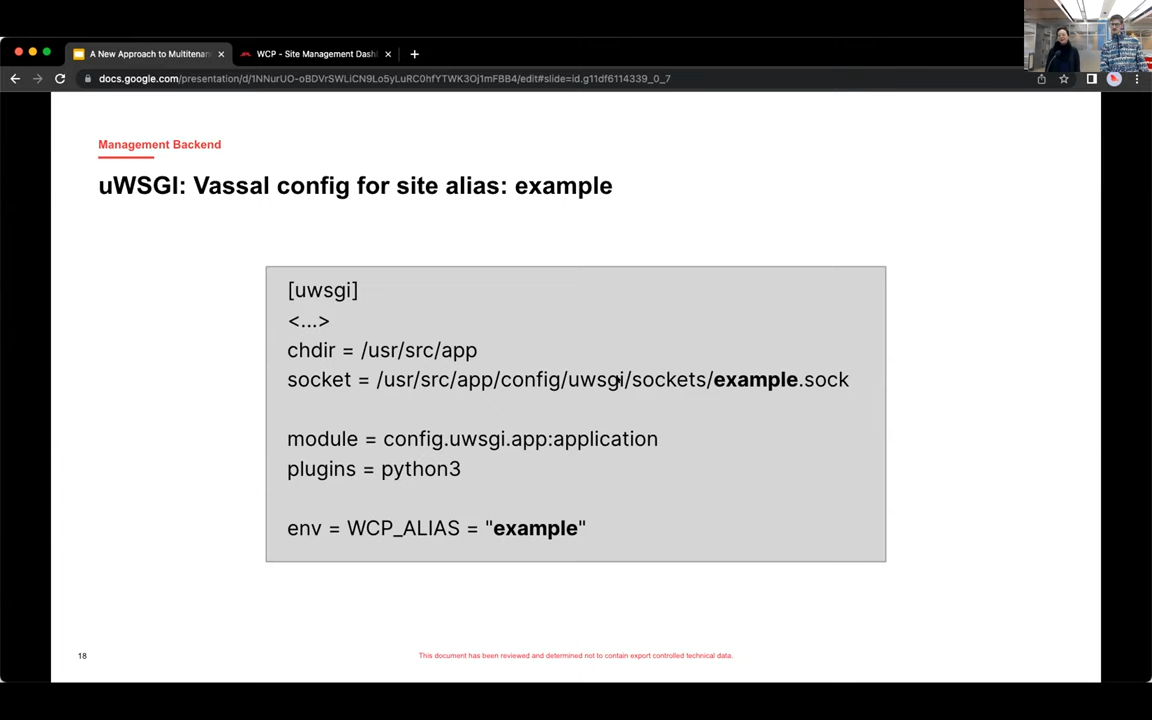 A New Approach to Multitenan
WCP - Site Management Dashb
docs.google.com/presentation/d/1NNurUO-oBDVrSWLiCN9Lo5yLuRC0hfYTWK3Oj1mFBB4/edit#slide=id.g11df6114339_0_7
Management Backend
uWSGI: Vassal config for site alias: example
[uwsgi]
<...>
chdir = /usr/src/app
socket = /usr/src/app/config/uwsgi/sockets/example.sock
module = config.uwsgi.app:application
plugins = python3
env = WCP_ALIAS = "example"
18
This document has been reviewed and determined not to contain export controlled technical data.